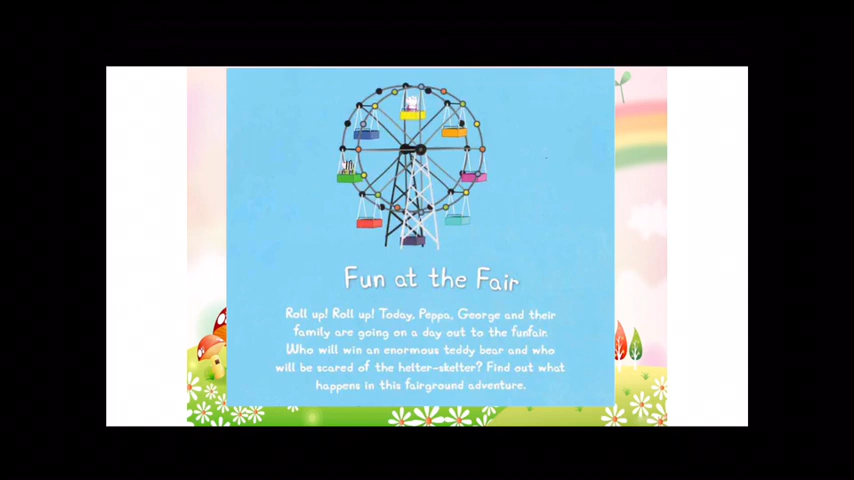 Fun at the Fair
Roll up! Roll up! Today, Peppa, George and their
family are going on a day out to the funfair.
Who will win an enormous teddy bear and who
will be scared of the helter-skelter? Find out what
happens in this fairground adventure.